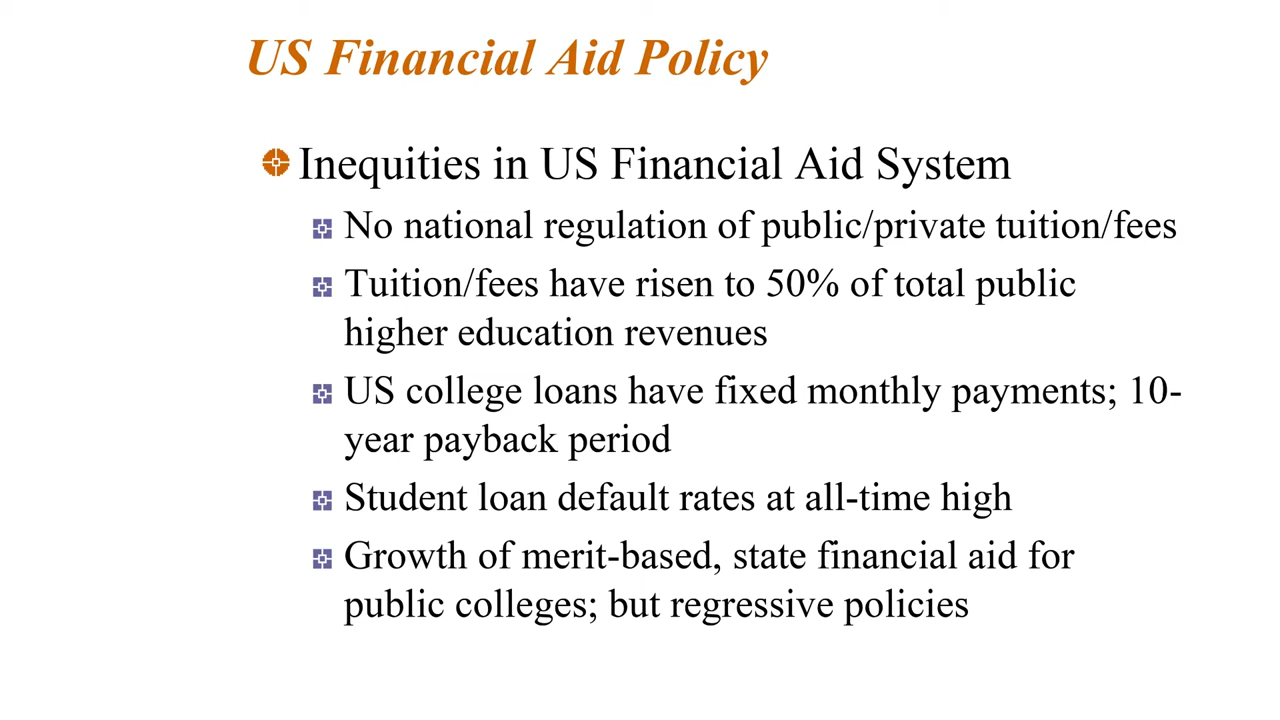 US Financial Aid Policy
Inequities in US Financial Aid System
No national regulation of public/private tuition/fees
Tuition/fees have risen to 50% of total public
higher education revenues
US college loans have fixed monthly payments; 10-
year payback period
Student loan default rates at all-time high
Growth of merit-based, state financial aid for
public colleges; but regressive policies